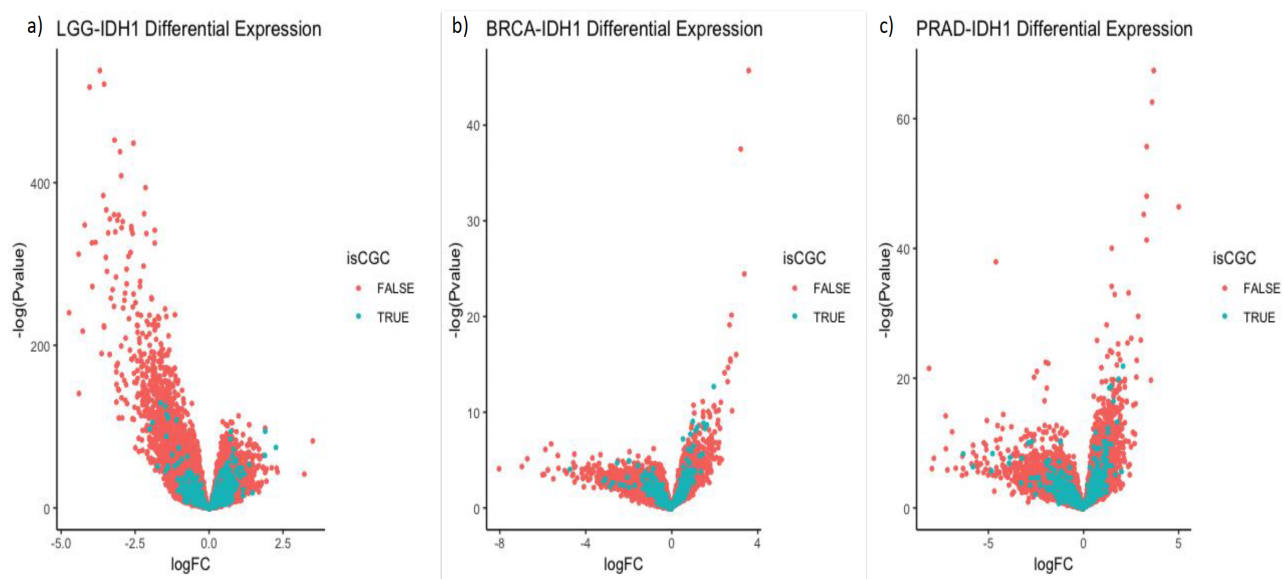 a) LGG-IDH1 Differential Expression
-log(Pvalue)
400
200
0
-5.0 -2.5 0.0 2.5
logFC
isCGC
FALSE
TRUE
b) BRCA-IDH1 Differential Expression
-log(Pvalue)
40
30
20
10
0
-8 -4 0 4
logFC
isCGC
FALSE
TRUE
c) PRAD-IDH1 Differential Expression
-log(Pvalue)
60
40
20
0
-5 0 5
logFC
isCGC
FALSE
TRUE